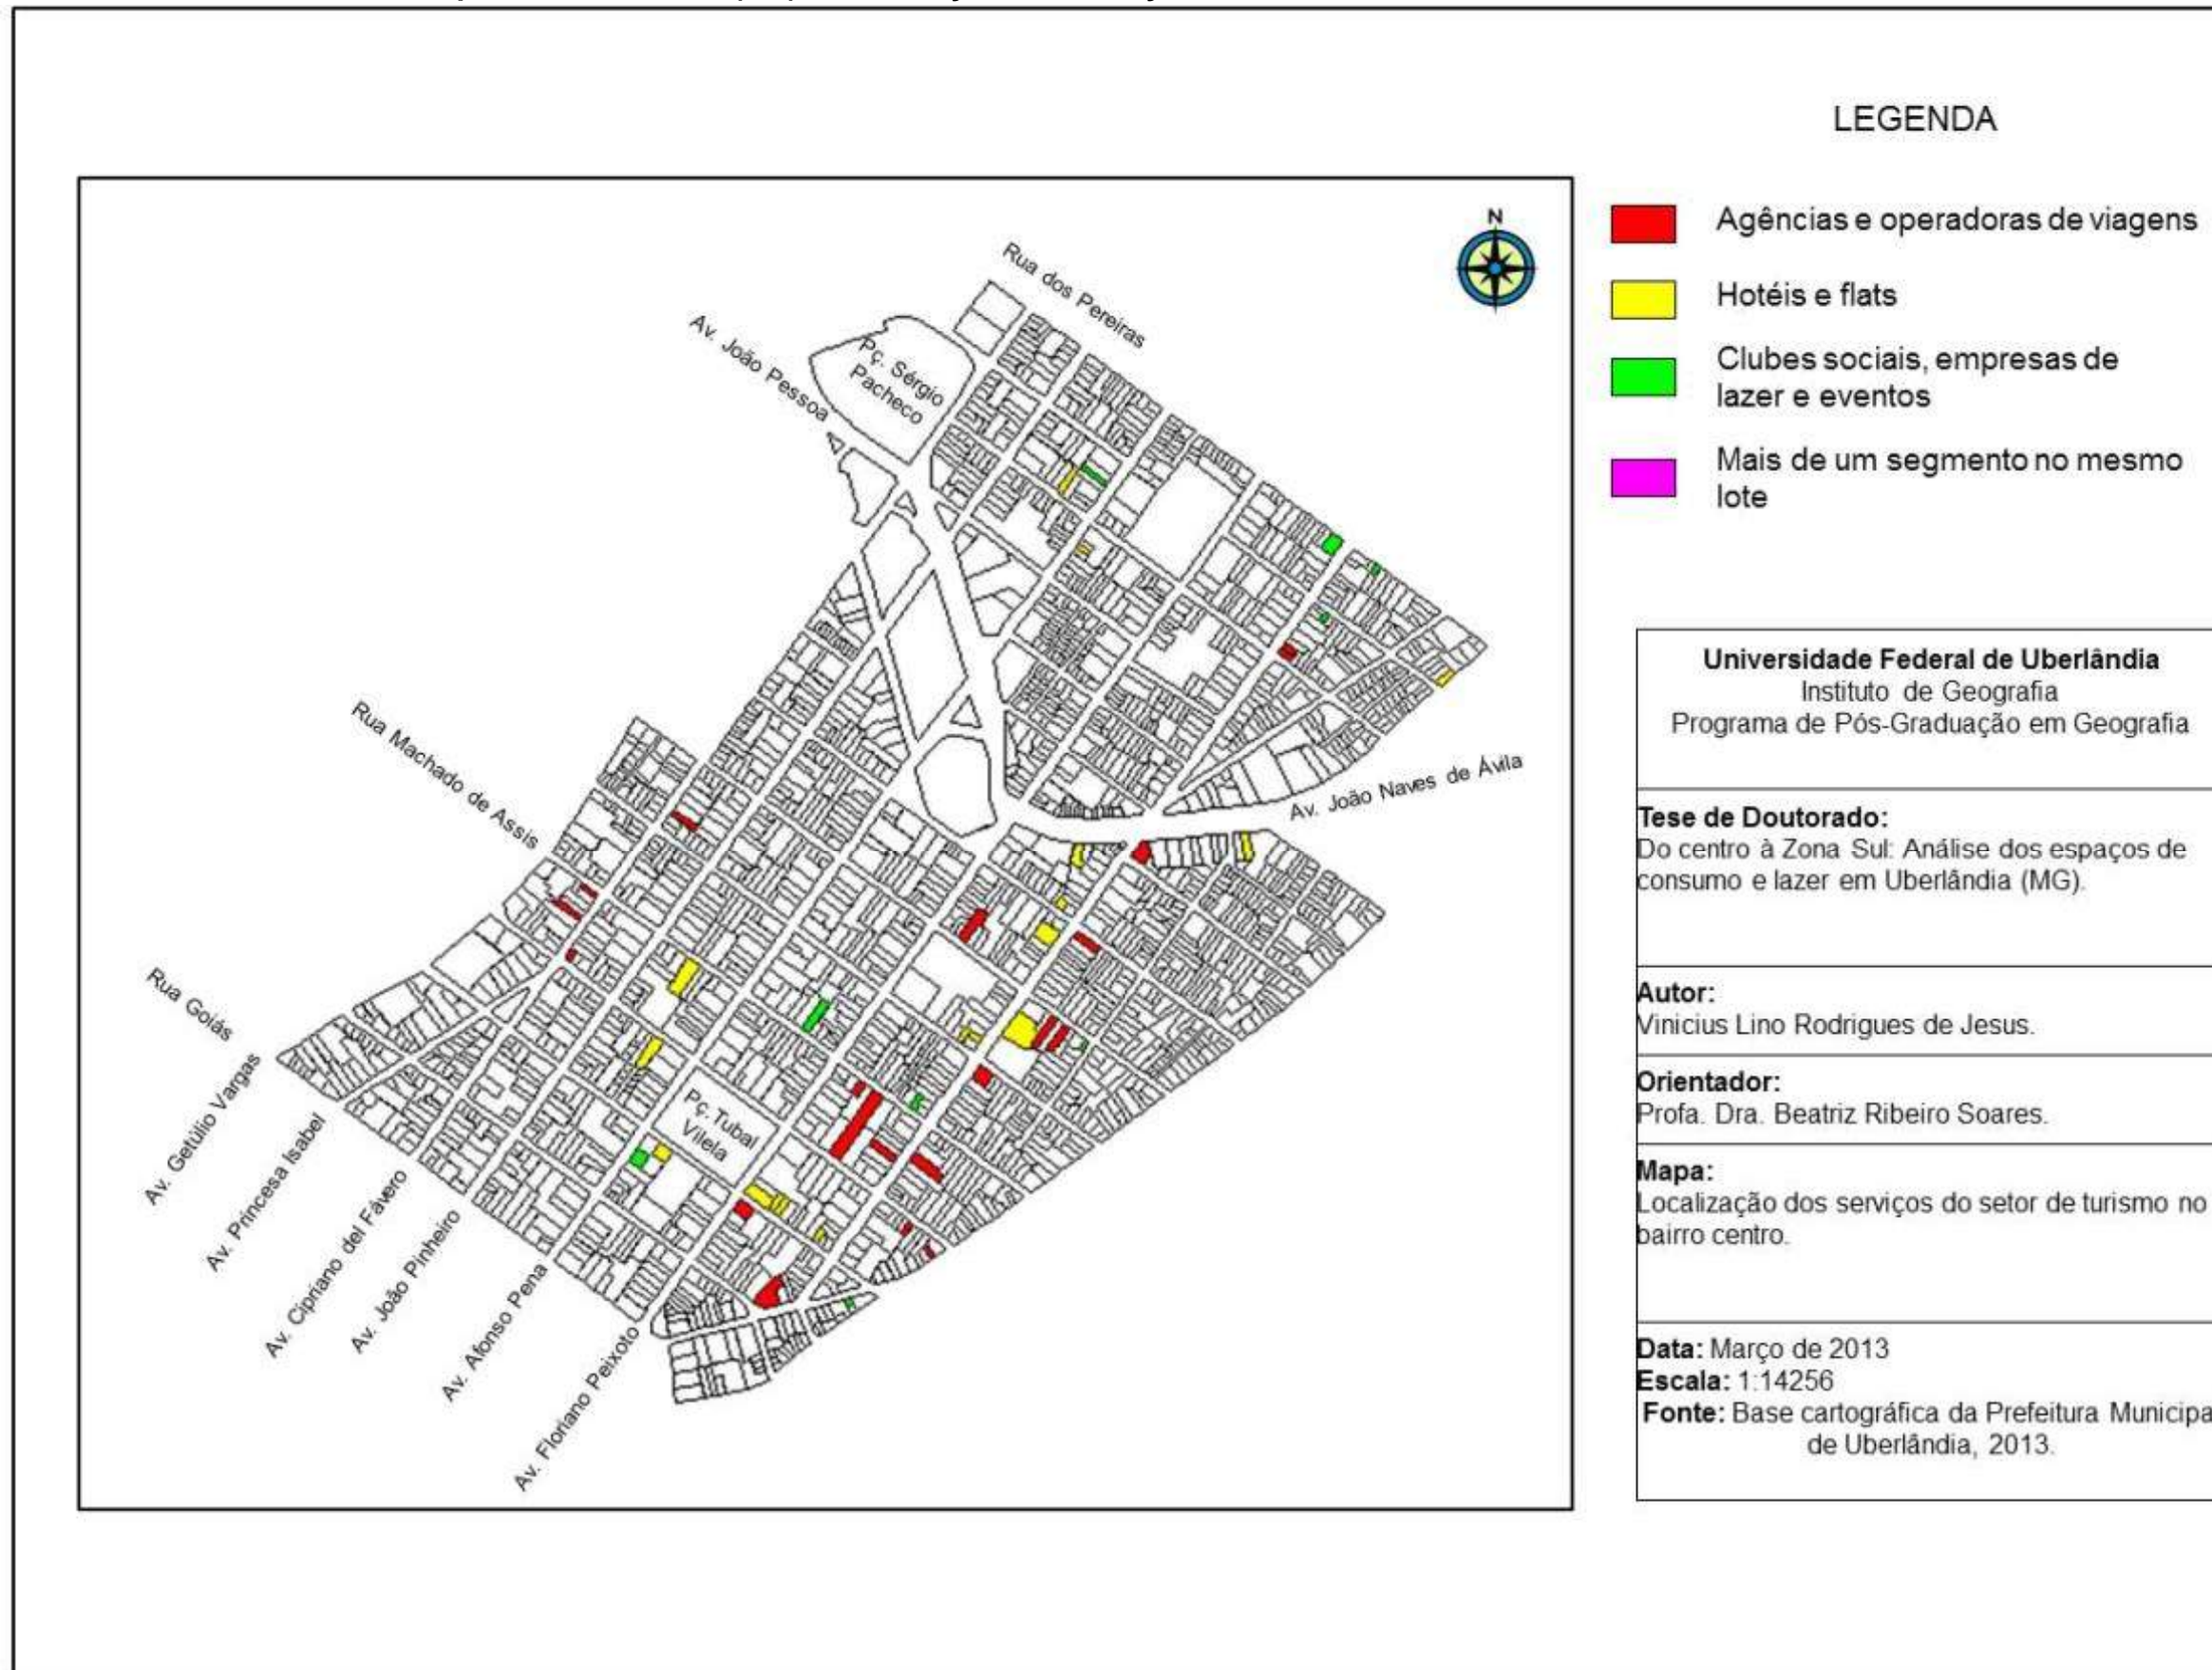 LEGENDA
Agências e operadoras de viagens
Hotéis e flats
Clubes sociais, empresas de
lazer e eventos
Mais de um segmento no mesmo
lote
N
Rua dos Pereiras
Av. João Pessoa
Pç. Sérgio
Pacheco
Rua Machado de Assis
Av. João Naves de Ávila
Rua Goiás
Av. Getúlio Vargas
Av. Princesa Isabel
Av. Cipriano del Fávero
Av. João Pinheiro
Av. Afonso Pena
Av. Floriano Peixoto
Pç. Tubal
Vilela
Universidade Federal de Uberlândia
Instituto de Geografia
Programa de Pós-Graduação em Geografia
Tese de Doutorado:
Do centro à Zona Sul: Análise dos espaços de
consumo e lazer em Uberlândia (MG).
Autor:
Vinicius Lino Rodrigues de Jesus.
Orientador:
Profa. Dra. Beatriz Ribeiro Soares.
Mapa:
Localização dos serviços do setor de turismo no
bairro centro.
Data: Março de 2013
Escala: 1:14256
Fonte: Base cartográfica da Prefeitura Municipa
de Uberlândia, 2013.